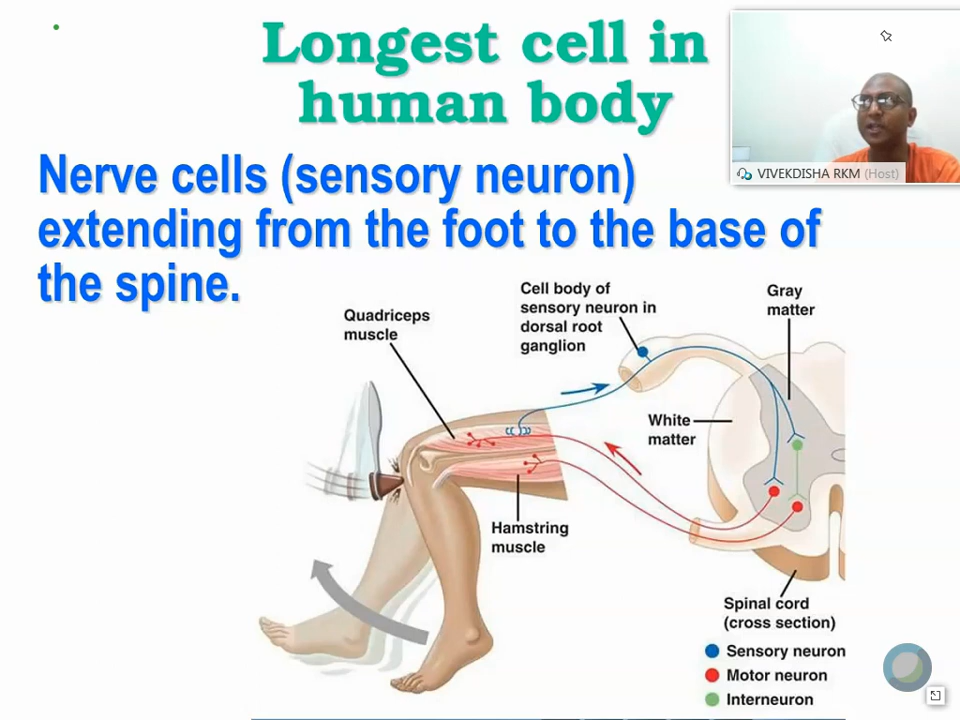 Longest cell in
human body
VIVEKDISHA RKM (Host)
Nerve cells (sensory neuron)
extending from the foot to the base of
the spine.
Quadriceps
muscle
Cell body of
sensory neuron in
dorsal root
ganglion
Gray
matter
White
matter
Hamstring
muscle
Spinal cord
(cross section)
Sensory neuron
Motor neuron
Interneuron